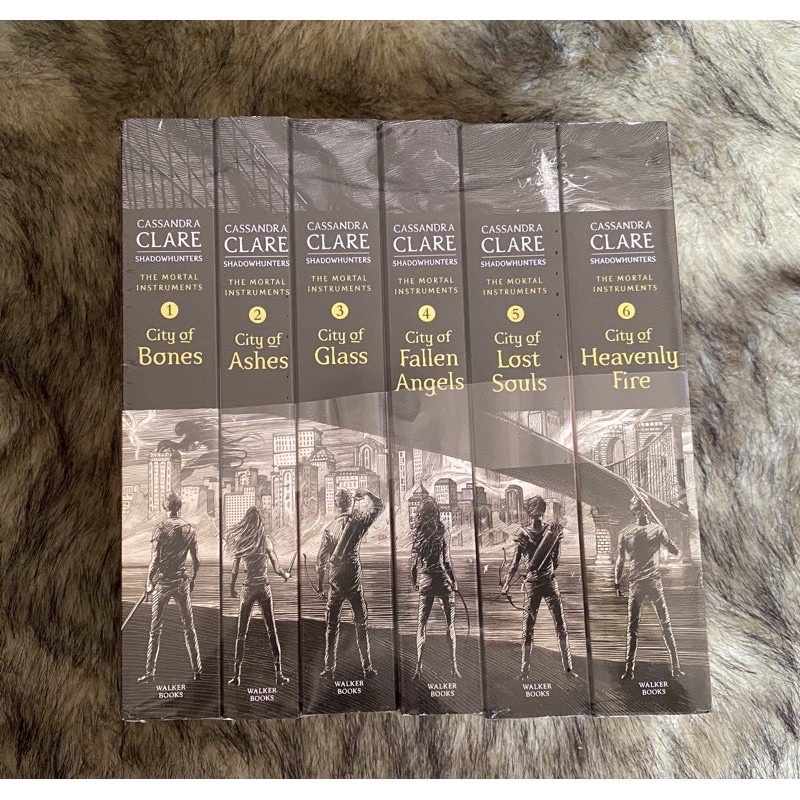 CASSANDRA
CLARE
SHADOWHUNTERS
THE MORTAL
INSTRUMENTS
1
City of
Bones
WALKER
BOOKS
CASSANDRA
CLARE
SHADOWHUNTERS
THE MORTAL
INSTRUMENTS
2
City of
Ashes
WALKER
BOOKS
CASSANDRA
CLARE
SHADOWHUNTERS
THE MORTAL
INSTRUMENTS
3
City of
Glass
WALKER
BOOKS
CASSANDRA
CLARE
SHADOWHUNTERS
THE MORTAL
INSTRUMENTS
4
City of
Fallen
Angels
WALKER
BOOKS
CASSANDRA
CLARE
SHADOWHUNTERS
THE MORTAL
INSTRUMENTS
5
City of
Lost
Souls
WALKER
BOOKS
CASSANDRA
CLARE
SHADOWHUNTERS
THE MORTAL
INSTRUMENTS
6
City of
Heavenly
Fire
WALKER
BOOKS